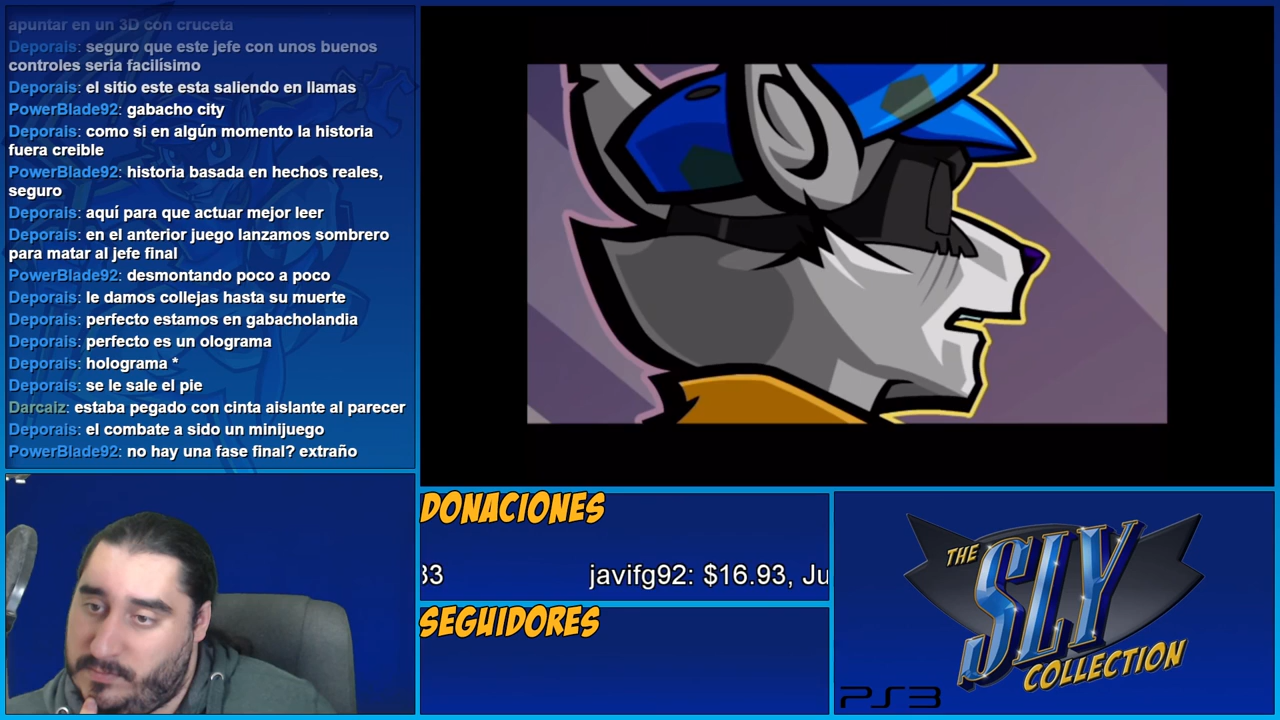 apuntar en un 3D con cruceta
Deporais: seguro que este jefe con unos buenos
controles seria facilísimo
Deporais: el sitio este esta saliendo en llamas
PowerBlade92: gabacho city
Deporais: como si en algún momento la historia
fuera creible
PowerBlade92: historia basada en hechos reales,
seguro
Deporais: aquí para que actuar mejor leer
Deporais: en el anterior juego lanzamos sombrero
para matar al jefe final
PowerBlade92: desmontando poco a poco
Deporais: le damos collejas hasta su muerte
Deporais: perfecto estamos en gabacholandia
Deporais: perfecto es un olograma
Deporais: holograma *
Deporais: se le sale el pie
Darcaiz: estaba pegado con cinta aislante al parecer
Deporais: el combate a sido un minijuego
PowerBlade92: no hay una fase final? extraño
DONACIONES
33 javifg92: $16.93, Ju
SEGUIDORES
THE
SLY
COLLECTION
PS3